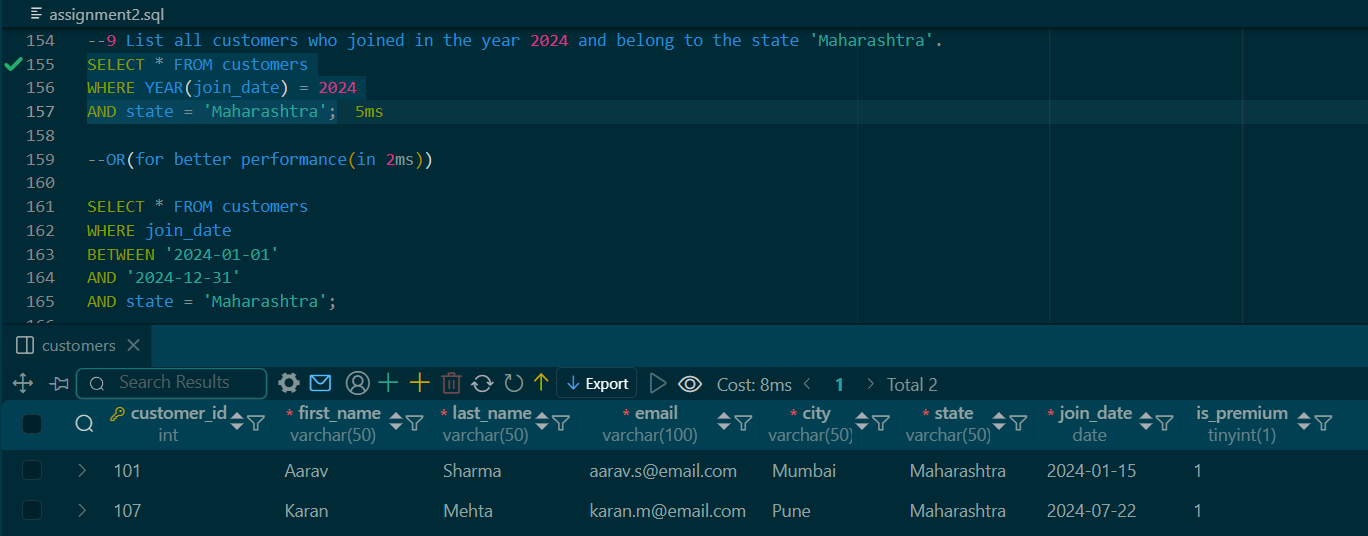 assignment2.sql
154 --9 List all customers who joined in the year 2024 and belong to the state 'Maharashtra'.
155 SELECT * FROM customers
156 WHERE YEAR(join_date) = 2024
157 AND state = 'Maharashtra'; 5ms
158
159 --OR(for better performance(in 2ms))
160
161 SELECT * FROM customers
162 WHERE join_date
163 BETWEEN '2024-01-01'
164 AND '2024-12-31'
165 AND state = 'Maharashtra';
166
customers
Search Results Export Cost: 8ms 1 Total 2
customer_id * first_name * last_name * email * city * state * join_date is_premium
int varchar(50) varchar(50) varchar(100) varchar(50) varchar(50) date tinyint(1)
101 Aarav Sharma aarav.s@email.com Mumbai Maharashtra 2024-01-15 1
107 Karan Mehta karan.m@email.com Pune Maharashtra 2024-07-22 1